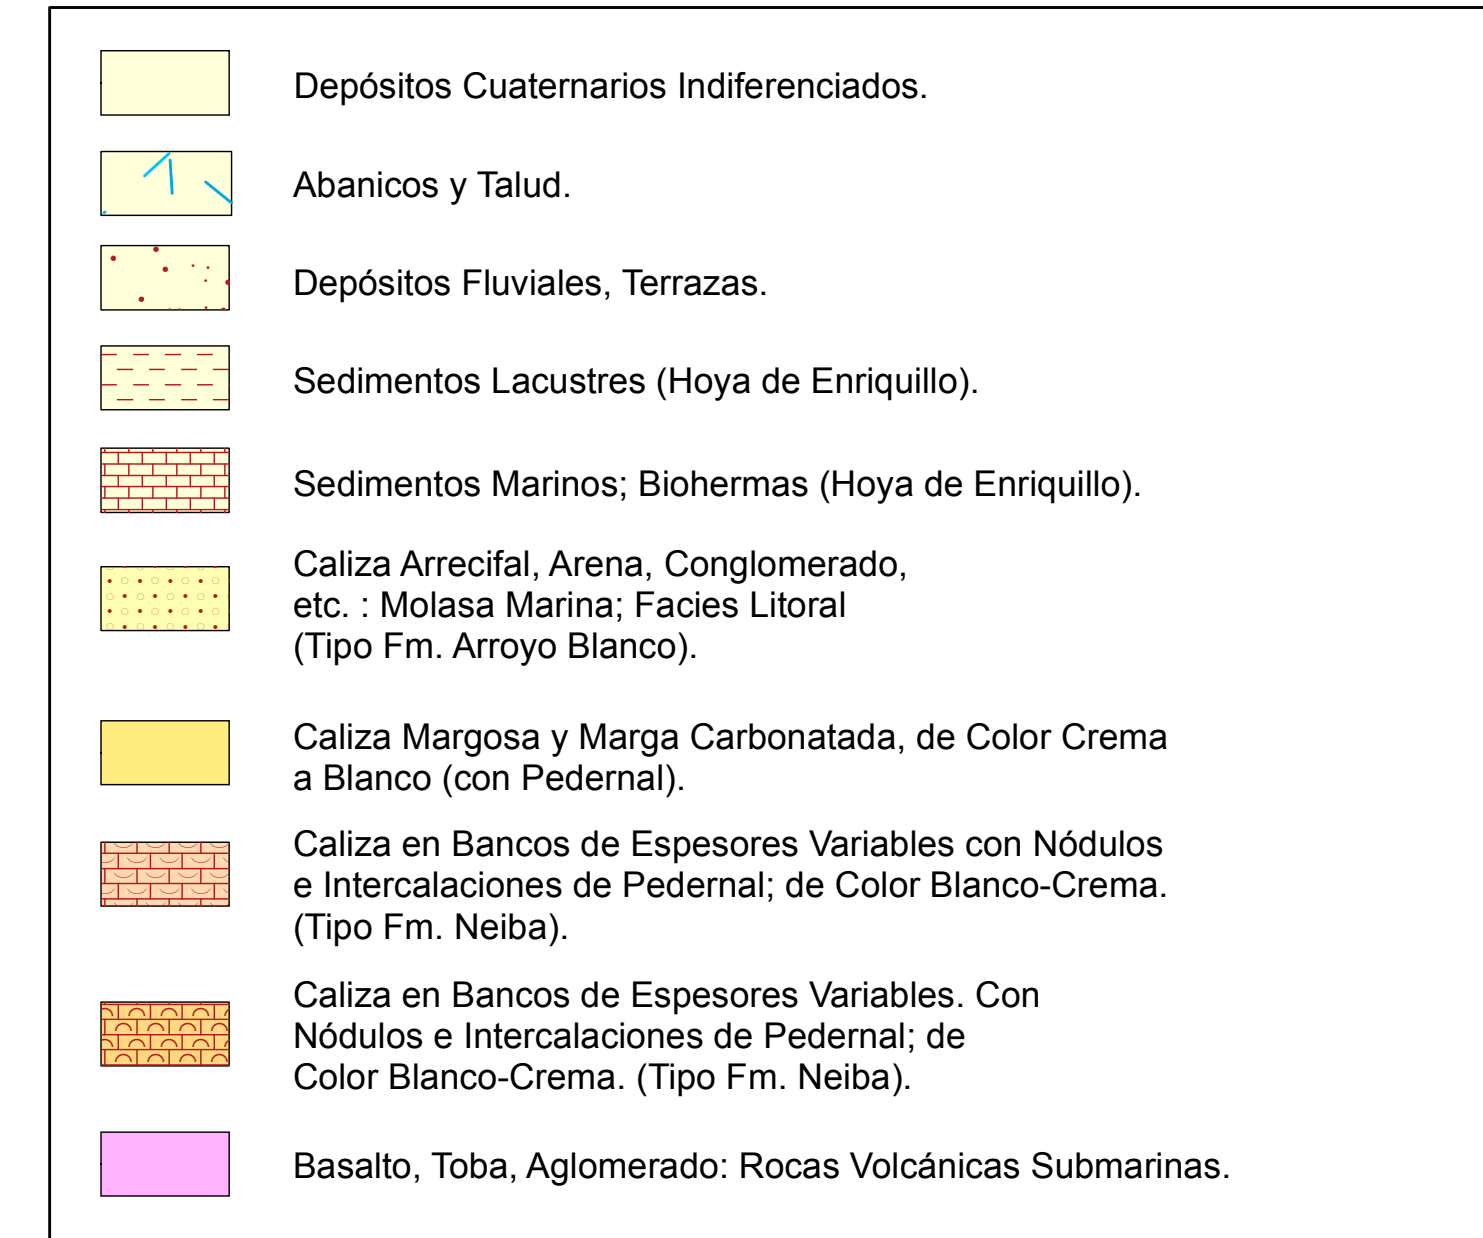 Depósitos Cuaternarios Indiferenciados.
Abanicos y Talud.
Depósitos Fluviales, Terrazas.
Sedimentos Lacustres (Hoya de Enriquillo).
Sedimentos Marinos; Biohermas (Hoya de Enriquillo).
Caliza Arrecifal, Arena, Conglomerado,
etc. : Molasa Marina; Facies Litoral
(Tipo Fm. Arroyo Blanco).
Caliza Margosa y Marga Carbonatada, de Color Crema
a Blanco (con Pedernal).
Caliza en Bancos de Espesores Variables con Nódulos
e Intercalaciones de Pedernal; de Color Blanco-Crema.
(Tipo Fm. Neiba).
Caliza en Bancos de Espesores Variables. Con
Nódulos e Intercalaciones de Pedernal; de
Color Blanco-Crema. (Tipo Fm. Neiba).
Basalto, Toba, Aglomerado: Rocas Volcánicas Submarinas.